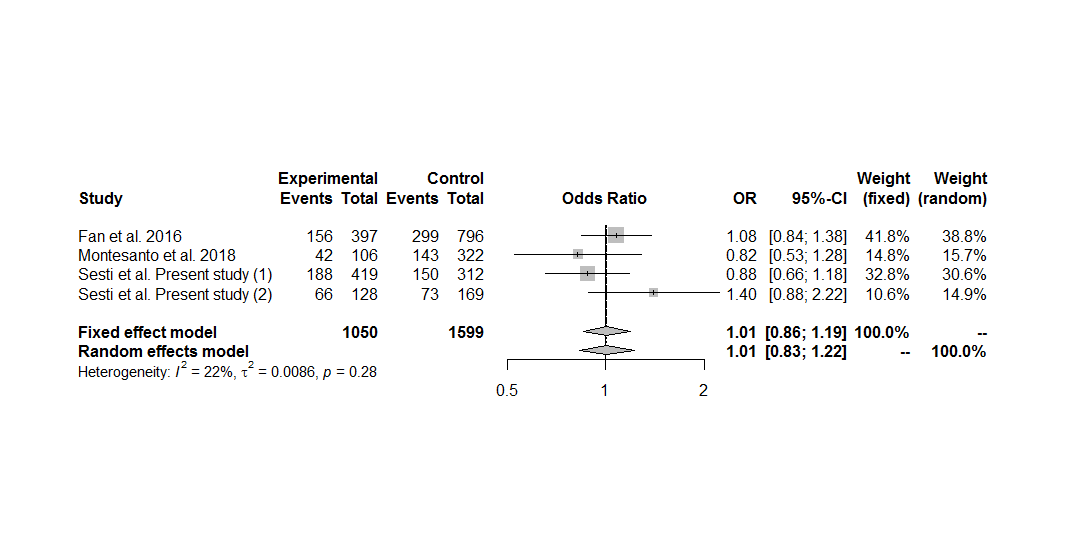 Experimental Control Weight Weight
Study Events Total Events Total Odds Ratio OR 95%-CI (fixed) (random)
Fan et al. 2016 156 397 299 796 1.08 [0.84; 1.38] 41.8% 38.8%
Montesanto et al. 2018 42 106 143 322 0.82 [0.53; 1.28] 14.8% 15.7%
Sesti et al. Present study (1) 188 419 150 312 0.88 [0.66; 1.18] 32.8% 30.6%
Sesti et al. Present study (2) 66 128 73 169 1.40 [0.88; 2.22] 10.6% 14.9%
Fixed effect model 1050 1599 1.01 [0.86; 1.19] 100.0% --
Random effects model 1.01 [0.83; 1.22] -- 100.0%
Heterogeneity: I² = 22%, τ² = 0.0086, p = 0.28
0.5 1 2